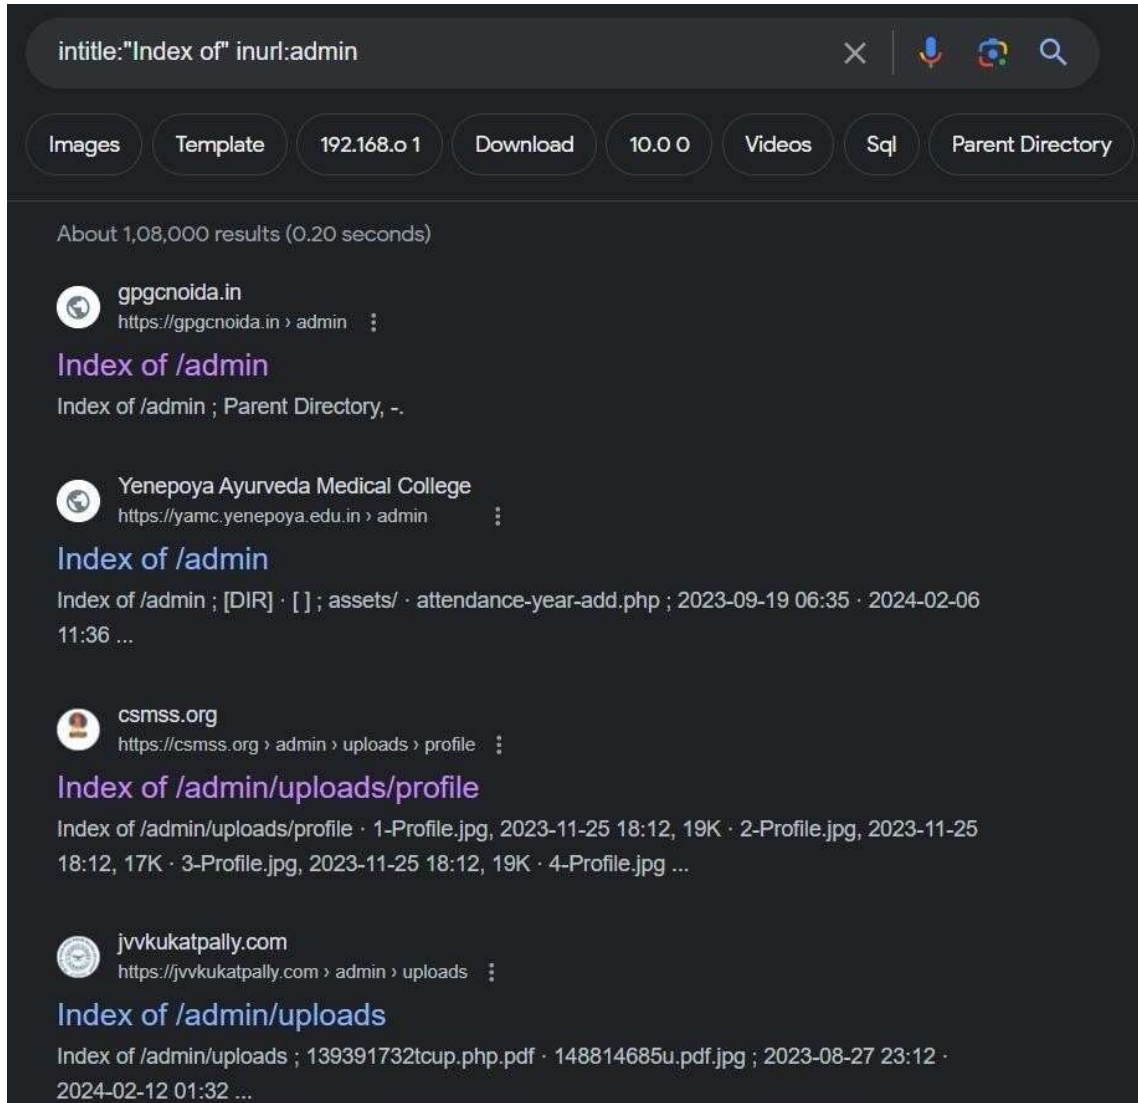 intitle:"Index of" inurl:admin
Images Template 192.168.o 1 Download 10.0 0 Videos Sql Parent Directory
About 1,08,000 results (0.20 seconds)
gpgcnoida.in
https://gpgcnoida.in › admin
Index of /admin
Index of /admin ; Parent Directory, -.
Yenepoya Ayurveda Medical College
https://yamc.yenepoya.edu.in › admin
Index of /admin
Index of /admin ; [DIR] · [ ] ; assets/ · attendance-year-add.php ; 2023-09-19 06:35 · 2024-02-06
11:36 ...
csmss.org
https://csmss.org › admin › uploads › profile
Index of /admin/uploads/profile
Index of /admin/uploads/profile · 1-Profile.jpg, 2023-11-25 18:12, 19K · 2-Profile.jpg, 2023-11-25
18:12, 17K · 3-Profile.jpg, 2023-11-25 18:12, 19K · 4-Profile.jpg ...
jvvkukatpally.com
https://jvvkukatpally.com › admin › uploads
Index of /admin/uploads
Index of /admin/uploads ; 139391732tcup.php.pdf · 148814685u.pdf.jpg ; 2023-08-27 23:12 ·
2024-02-12 01:32 ...